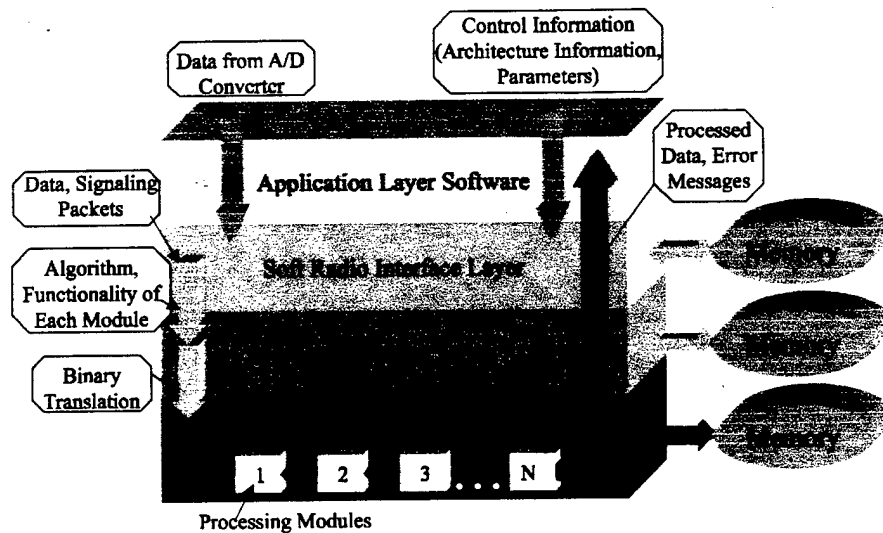 Control Information
(Architecture Information,
Parameters)
Data from A/D
Converter
Processed
Data, Error
Messages
Application Layer Software
Data, Signaling
Packets
Memory
Soft Radio Interface Layer
Algorithm,
Functionality of
Each Module
Memory
Binary
Translation
Memory
1 2 3 . . . N
Processing Modules